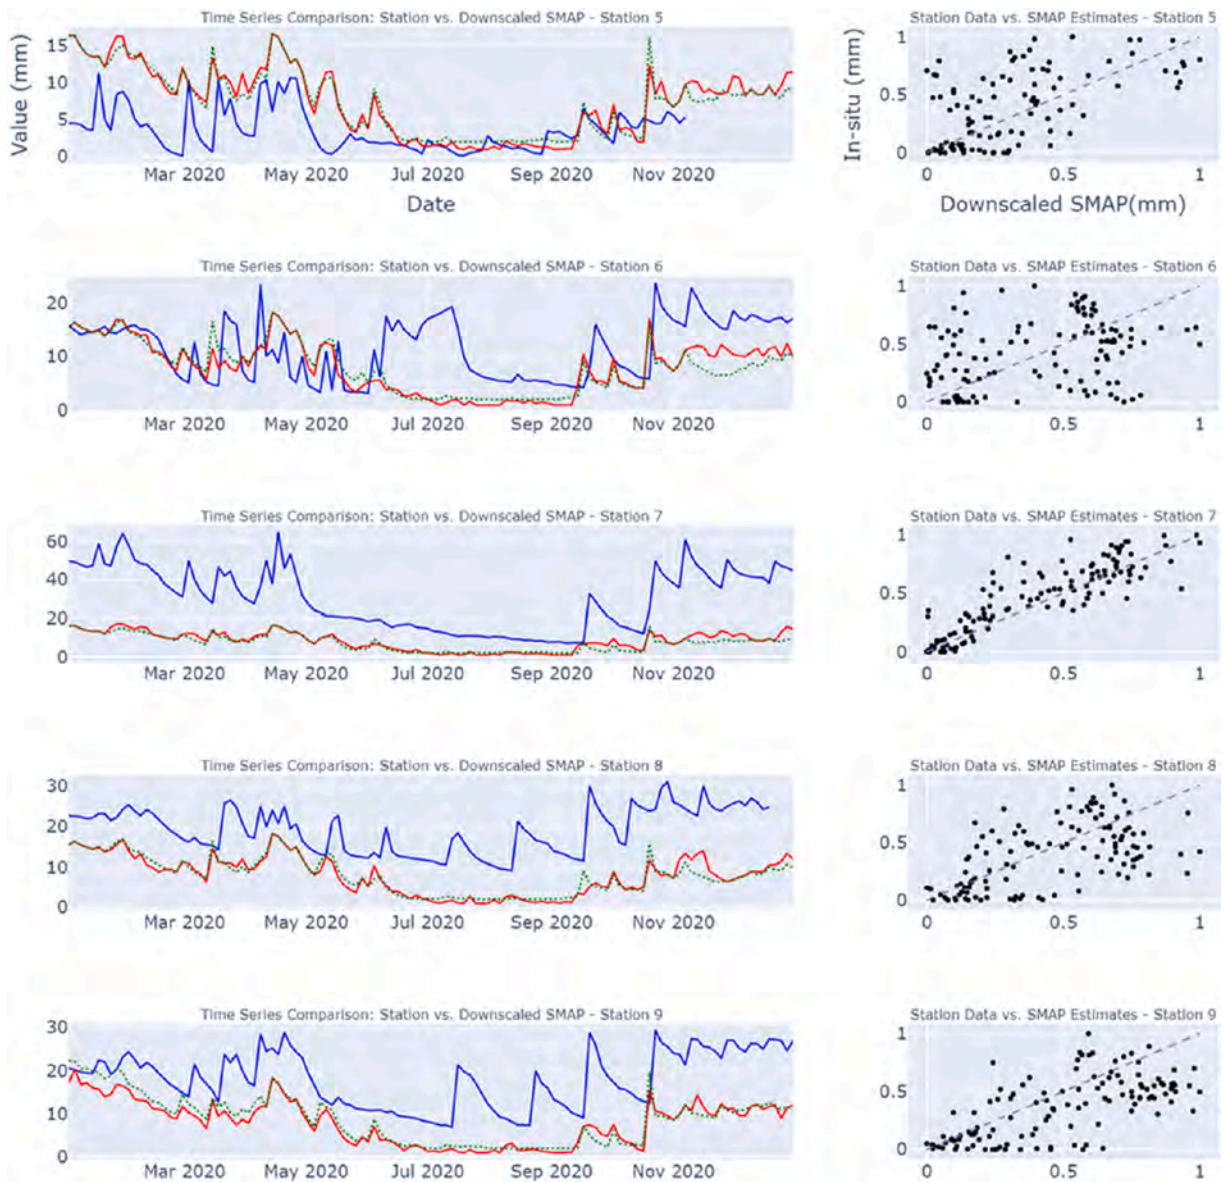 Time Series Comparison: Station vs. Downscaled SMAP - Station 5
Station Data vs. SMAP Estimates - Station 5
Value (mm)
15
10
5
0
Mar 2020 May 2020 Jul 2020 Sep 2020 Nov 2020
Date
In-situ (mm)
1
0.5
0
0 0.5 1
Downscaled SMAP(mm)
Time Series Comparison: Station vs. Downscaled SMAP - Station 6
Station Data vs. SMAP Estimates - Station 6
20
10
0
Mar 2020 May 2020 Jul 2020 Sep 2020 Nov 2020
1
0.5
0
0 0.5 1
Time Series Comparison: Station vs. Downscaled SMAP - Station 7
Station Data vs. SMAP Estimates - Station 7
60
40
20
0
Mar 2020 May 2020 Jul 2020 Sep 2020 Nov 2020
1
0.5
0
0 0.5 1
Time Series Comparison: Station vs. Downscaled SMAP - Station 8
Station Data vs. SMAP Estimates - Station 8
30
20
10
0
Mar 2020 May 2020 Jul 2020 Sep 2020 Nov 2020
1
0.5
0
0 0.5 1
Time Series Comparison: Station vs. Downscaled SMAP - Station 9
Station Data vs. SMAP Estimates - Station 9
30
20
10
0
Mar 2020 May 2020 Jul 2020 Sep 2020 Nov 2020
1
0.5
0
0 0.5 1